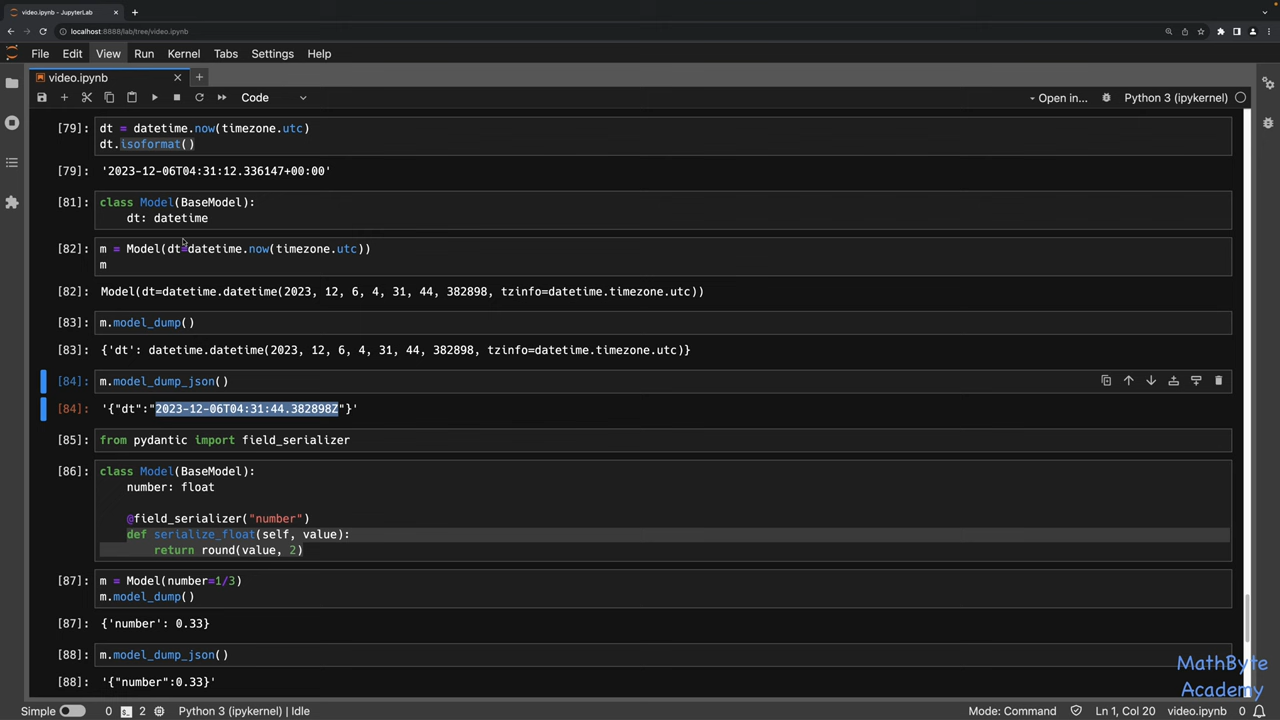 video.ipynb - JupyterLab
localhost:8888/lab/tree/video.ipynb
File Edit View Run Kernel Tabs Settings Help
video.ipynb
Code Open in... Python 3 (ipykernel)
[79]: dt = datetime.now(timezone.utc)
dt.isoformat()
[79]: '2023-12-06T04:31:12.336147+00:00'
[81]: class Model(BaseModel):
dt: datetime
[82]: m = Model(dt=datetime.now(timezone.utc))
m
[82]: Model(dt=datetime.datetime(2023, 12, 6, 4, 31, 44, 382898, tzinfo=datetime.timezone.utc))
[83]: m.model_dump()
[83]: {'dt': datetime.datetime(2023, 12, 6, 4, 31, 44, 382898, tzinfo=datetime.timezone.utc)}
[84]: m.model_dump_json()
[84]: '{"dt":"2023-12-06T04:31:44.382898Z"}'
[85]: from pydantic import field_serializer
[86]: class Model(BaseModel):
number: float
@field_serializer("number")
def serialize_float(self, value):
return round(value, 2)
[87]: m = Model(number=1/3)
m.model_dump()
[87]: {'number': 0.33}
[88]: m.model_dump_json()
[88]: '{"number":0.33}'
MathByte
Academy
Simple 0 2 Python 3 (ipykernel) | Idle Mode: Command Ln 1, Col 20 video.ipynb 0